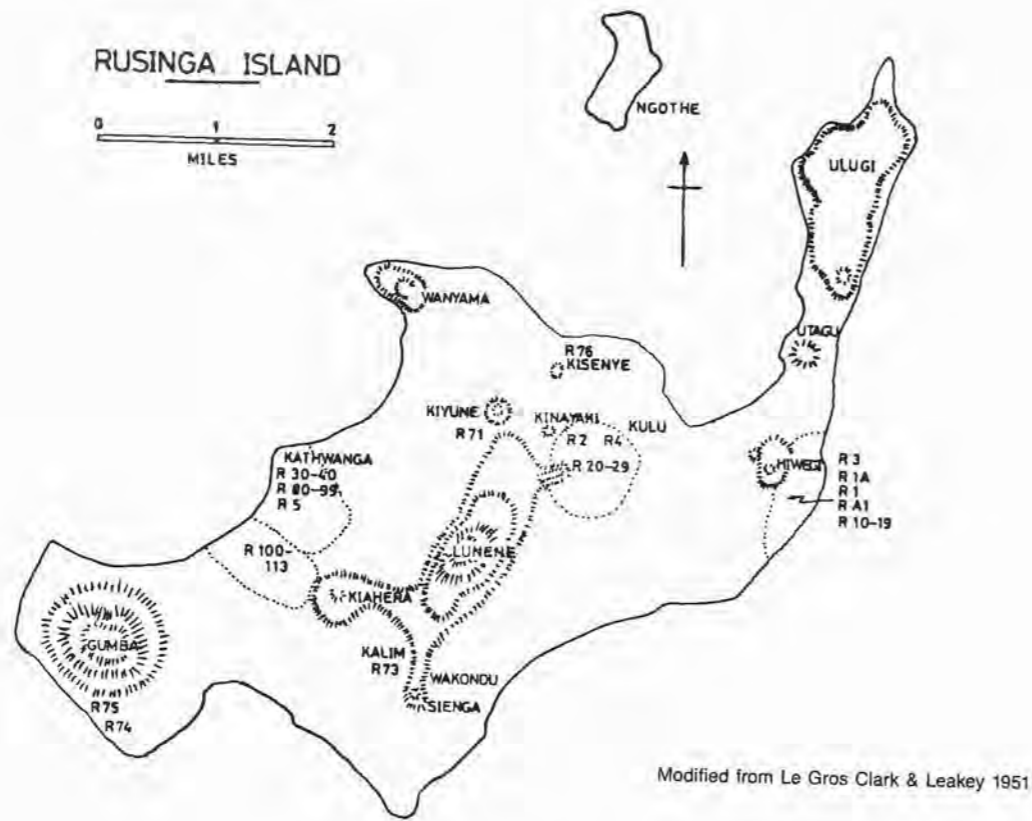 RUSINGA ISLAND
0 1 2
MILES
NGOTHE
ULUGI
WANYAMA
UTAGU
R76
KISENYE
KIYUNE
KINAYAKI
KULU
R71
R2 R4
R 20-29
KATHWANGA
R 30-40
R 80-99
R 5
HIWEGI
R 3
R 1A
R 1
R A1
R 10-19
R 100-
113
LUNENE
KIAHERA
GUMBA
KALIM
R73
WAKONDU
SIENGA
R75
R74
Modified from Le Gros Clark & Leakey 1951